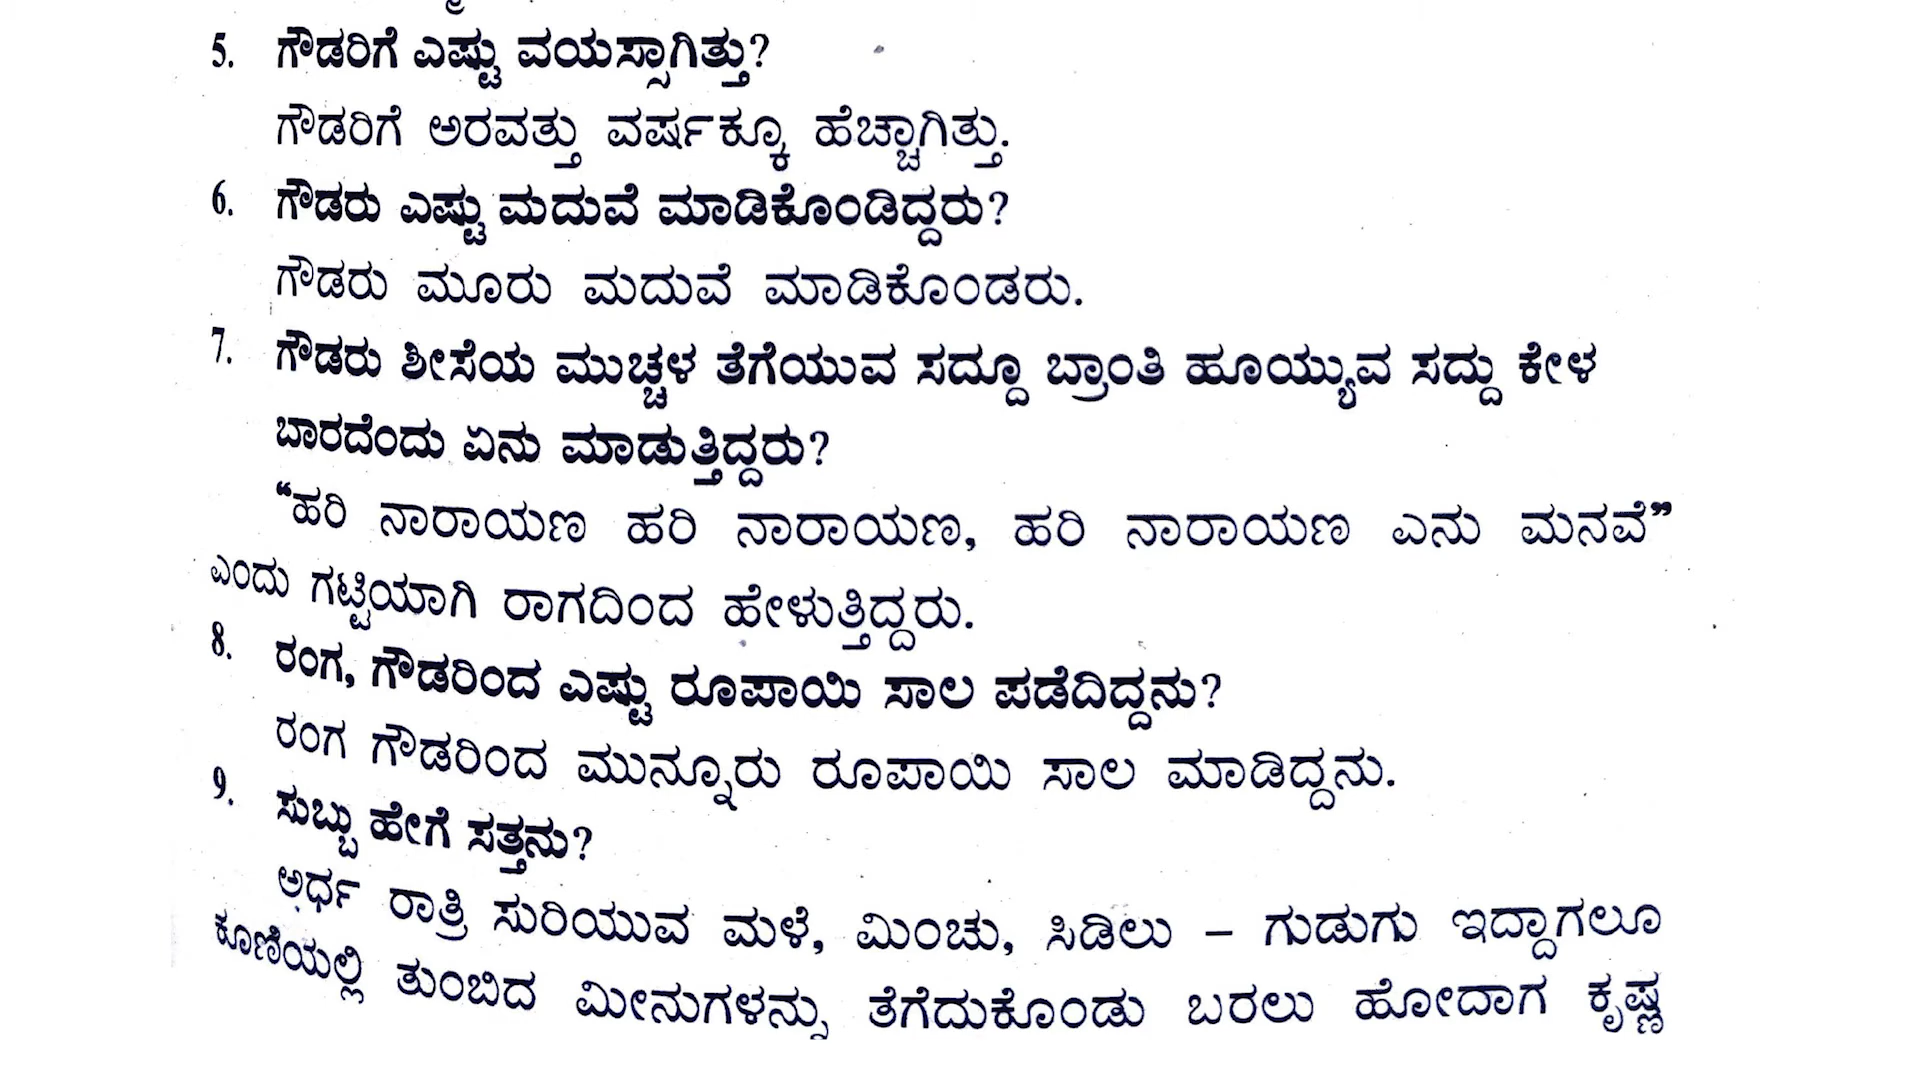 5. ಗೌಡರಿಗೆ ಎಷ್ಟು ವಯಸ್ಸಾಗಿತ್ತು?
ಗೌಡರಿಗೆ ಅರವತ್ತು ವರ್ಷಕ್ಕೂ ಹೆಚ್ಚಾಗಿತ್ತು.
6. ಗೌಡರು ಎಷ್ಟು ಮದುವೆ ಮಾಡಿಕೊಂಡಿದ್ದರು?
ಗೌಡರು ಮೂರು ಮದುವೆ ಮಾಡಿಕೊಂಡರು.
7. ಗೌಡರು ಶೀಸೆಯ ಮುಚ್ಚಳ ತೆಗೆಯುವ ಸದ್ದೂ ಬ್ರಾಂತಿ ಹೂಯ್ಯುವ ಸದ್ದು ಕೇಳ
ಬಾರದೆಂದು ಏನು ಮಾಡುತ್ತಿದ್ದರು?
“ಹರಿ ನಾರಾಯಣ ಹರಿ ನಾರಾಯಣ, ಹರಿ ನಾರಾಯಣ ಎನು ಮನವೆ”
ಎಂದು ಗಟ್ಟಿಯಾಗಿ ರಾಗದಿಂದ ಹೇಳುತ್ತಿದ್ದರು.
8. ರಂಗ, ಗೌಡರಿಂದ ಎಷ್ಟು ರೂಪಾಯಿ ಸಾಲ ಪಡೆದಿದ್ದನು?
ರಂಗ ಗೌಡರಿಂದ ಮುನ್ನೂರು ರೂಪಾಯಿ ಸಾಲ ಮಾಡಿದ್ದನು.
9. ಸುಬ್ಬು ಹೇಗೆ ಸತ್ತನು?
ಅರ್ಧ ರಾತ್ರಿ ಸುರಿಯುವ ಮಳೆ, ಮಿಂಚು, ಸಿಡಿಲು – ಗುಡುಗು ಇದ್ದಾಗಲೂ
ಕೂಣಿಯಲ್ಲಿ ತುಂಬಿದ ಮೀನುಗಳನ್ನು ತೆಗೆದುಕೊಂಡು ಬರಲು ಹೋದಾಗ ಕೃಷ್ಣ